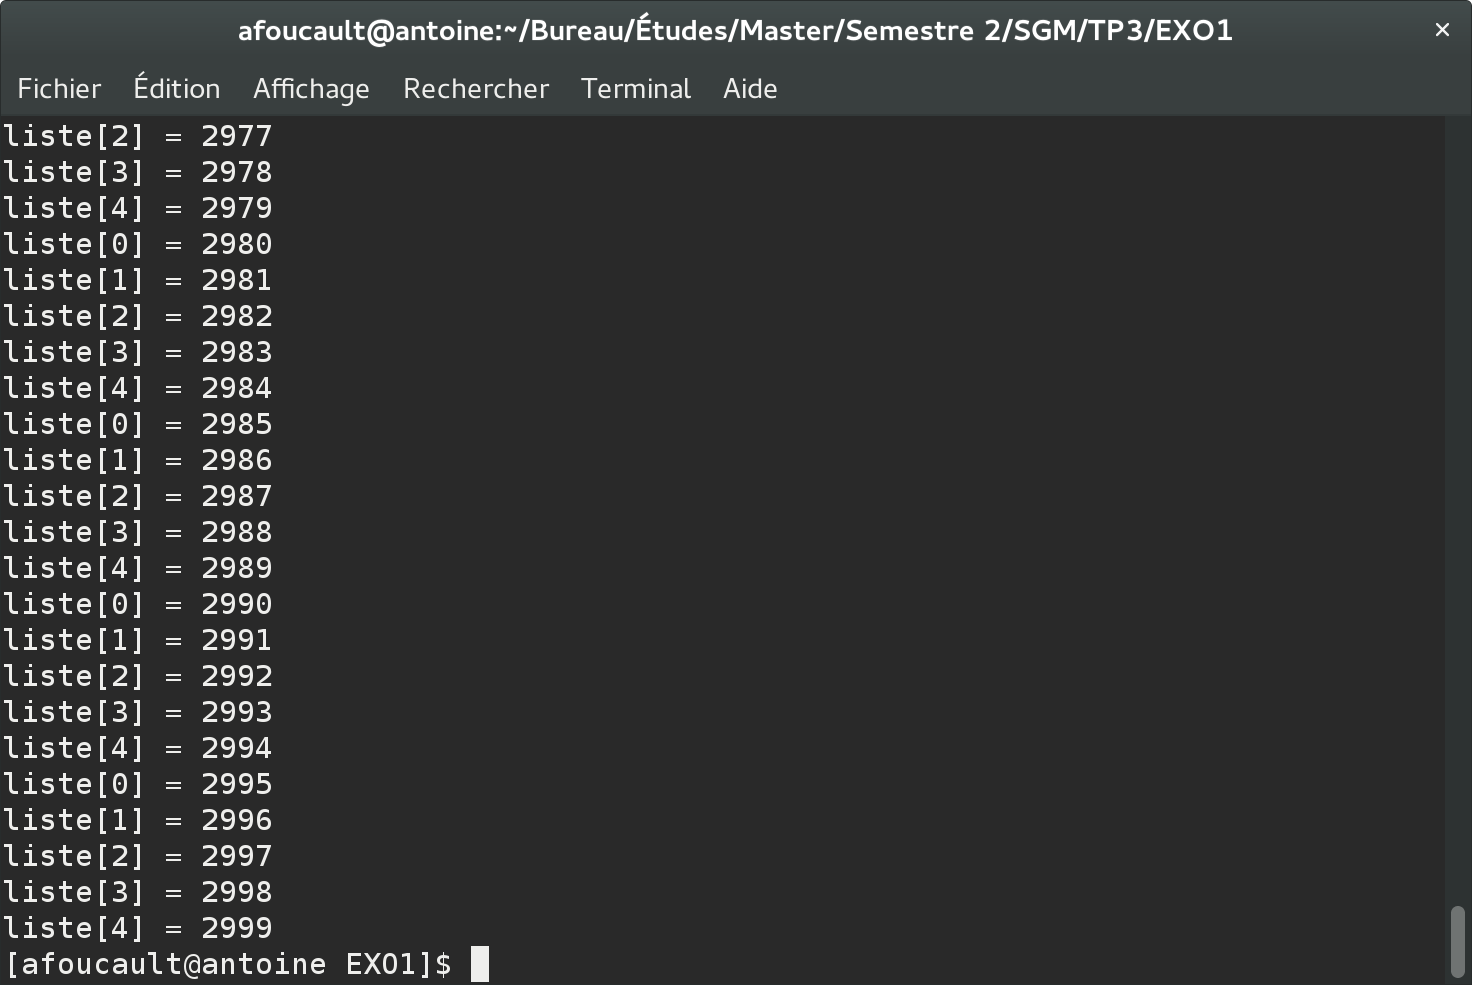 afoucault@antoine:~/Bureau/Études/Master/Semestre 2/SGM/TP3/EXO1 ×
Fichier Édition Affichage Rechercher Terminal Aide
liste[2] = 2977
liste[3] = 2978
liste[4] = 2979
liste[0] = 2980
liste[1] = 2981
liste[2] = 2982
liste[3] = 2983
liste[4] = 2984
liste[0] = 2985
liste[1] = 2986
liste[2] = 2987
liste[3] = 2988
liste[4] = 2989
liste[0] = 2990
liste[1] = 2991
liste[2] = 2992
liste[3] = 2993
liste[4] = 2994
liste[0] = 2995
liste[1] = 2996
liste[2] = 2997
liste[3] = 2998
liste[4] = 2999
[afoucault@antoine EXO1]$